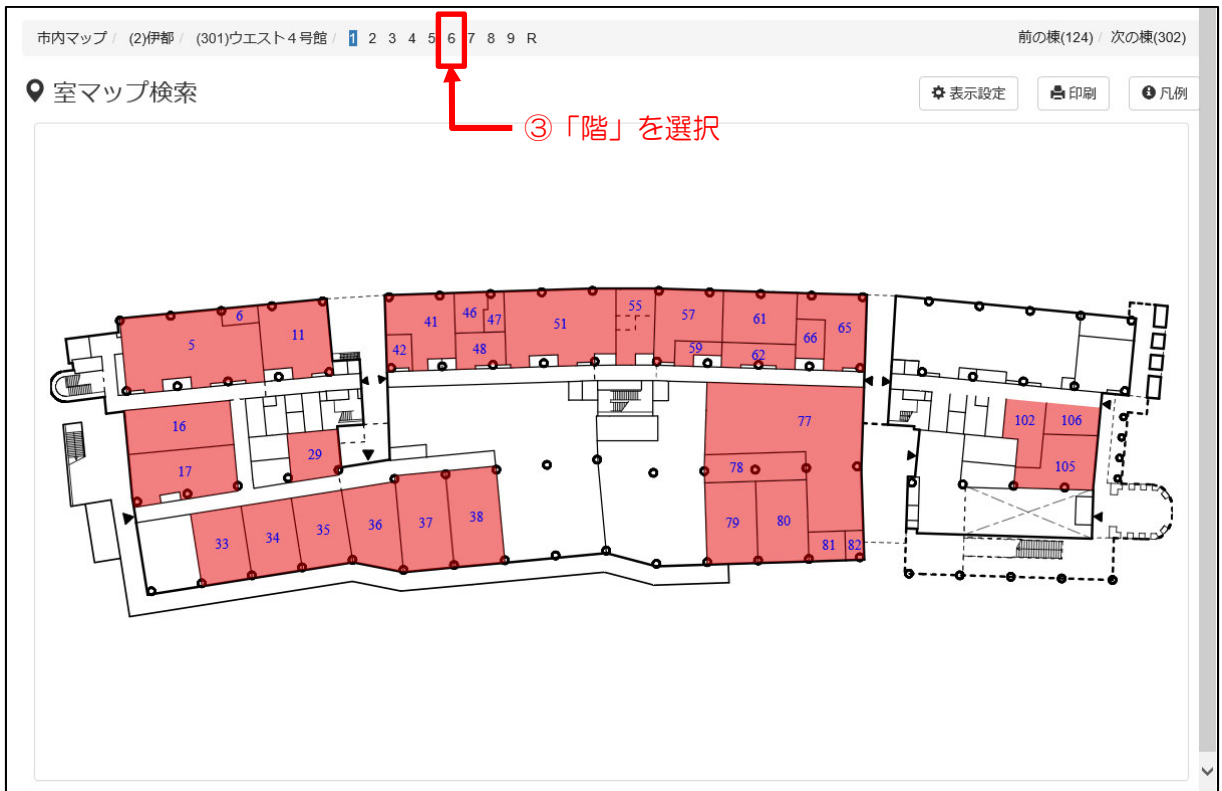 市内マップ / (2)伊都 / (301)ウエスト４号館 / 1 2 3 4 5 6 7 8 9 R 前の棟(124) / 次の棟(302)
室マップ検索 表示設定 印刷 凡例
③「階」を選択
5 6 11 41 42 46 47 48 51 55 57 59 61 62 66 65
16 17 29 77 78 102 106 105
33 34 35 36 37 38 79 80 81 82